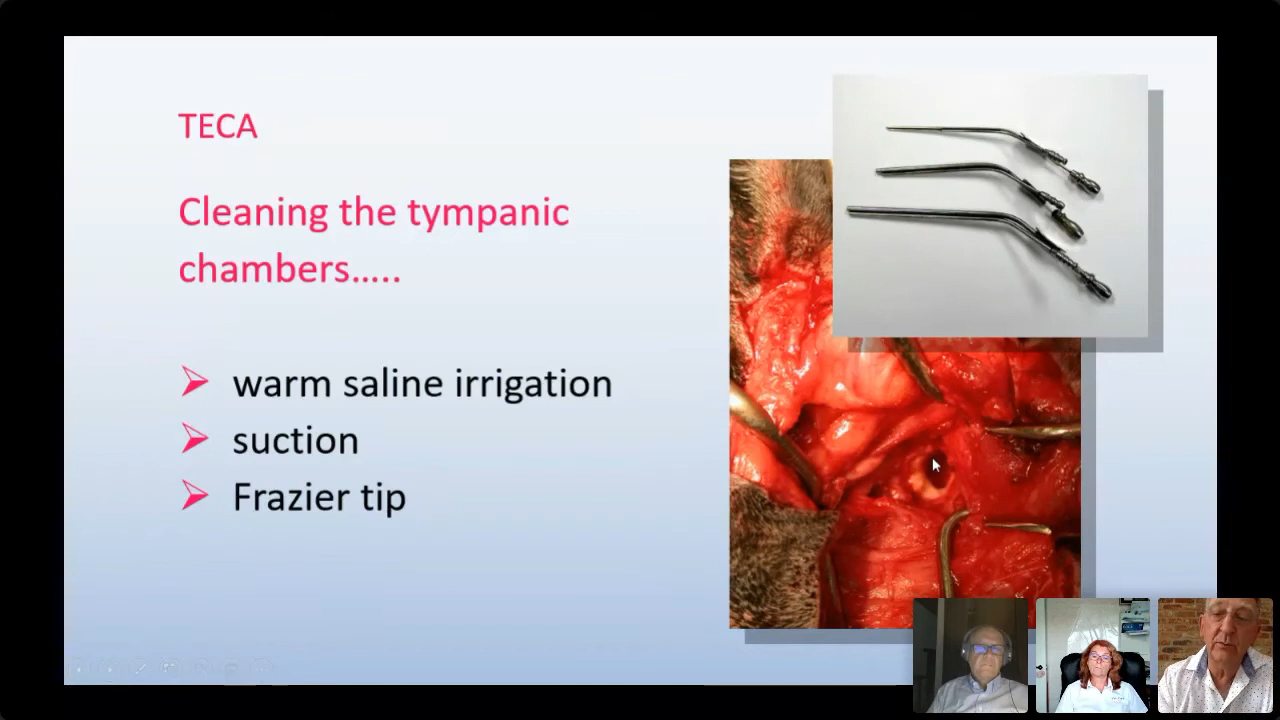 TECA
Cleaning the tympanic
chambers…..
warm saline irrigation
suction
Frazier tip